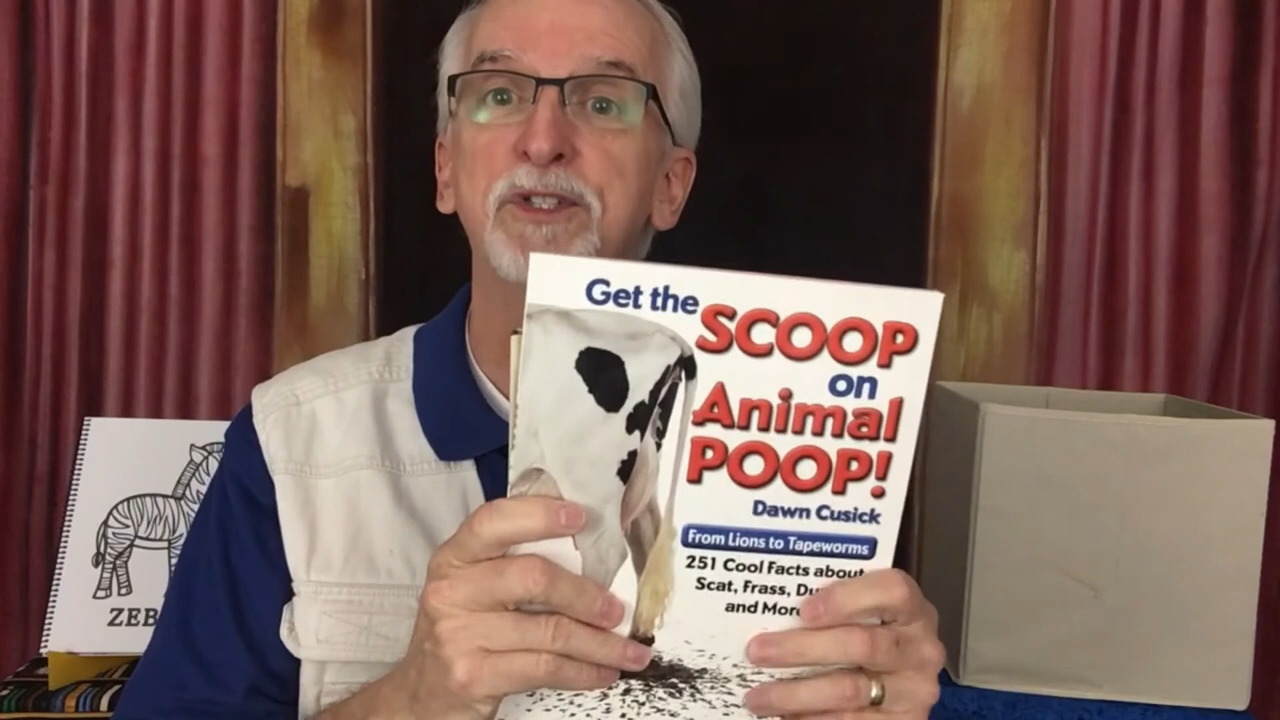 Get the
SCOOP
on
Animal
POOP!
Dawn Cusick
From Lions to Tapeworms
251 Cool Facts about
Scat, Frass,
and More
ZEB